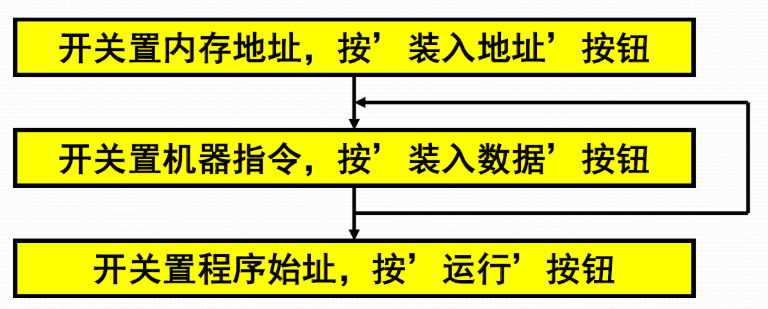 开关置内存地址，按’装入地址’按钮
开关置机器指令，按’装入数据’按钮
开关置程序始址，按’运行’按钮